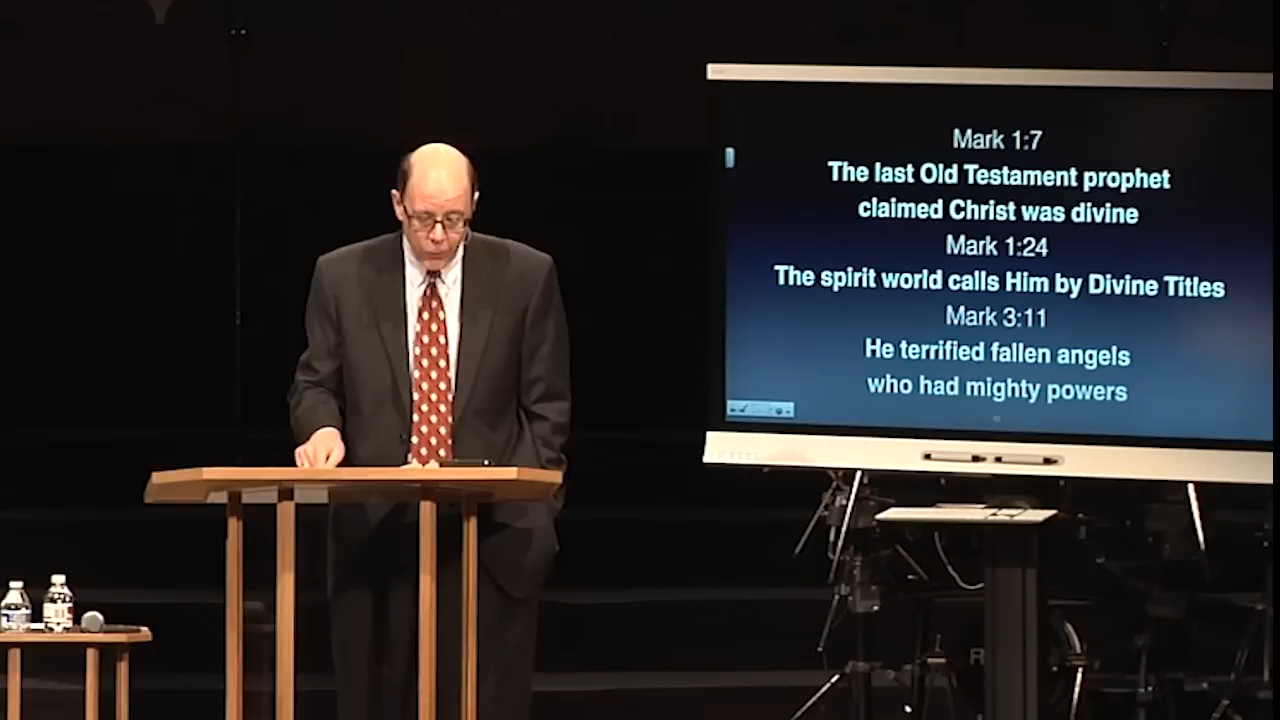 Mark 1:7
The last Old Testament prophet
claimed Christ was divine
Mark 1:24
The spirit world calls Him by Divine Titles
Mark 3:11
He terrified fallen angels
who had mighty powers
R